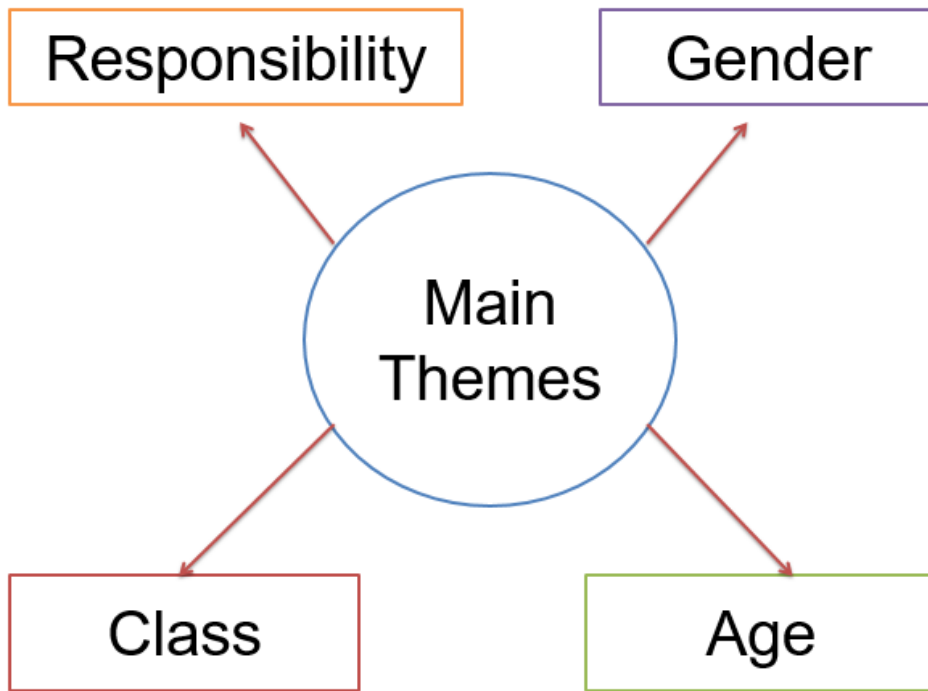 Responsibility
Gender
Main
Themes
Class
Age